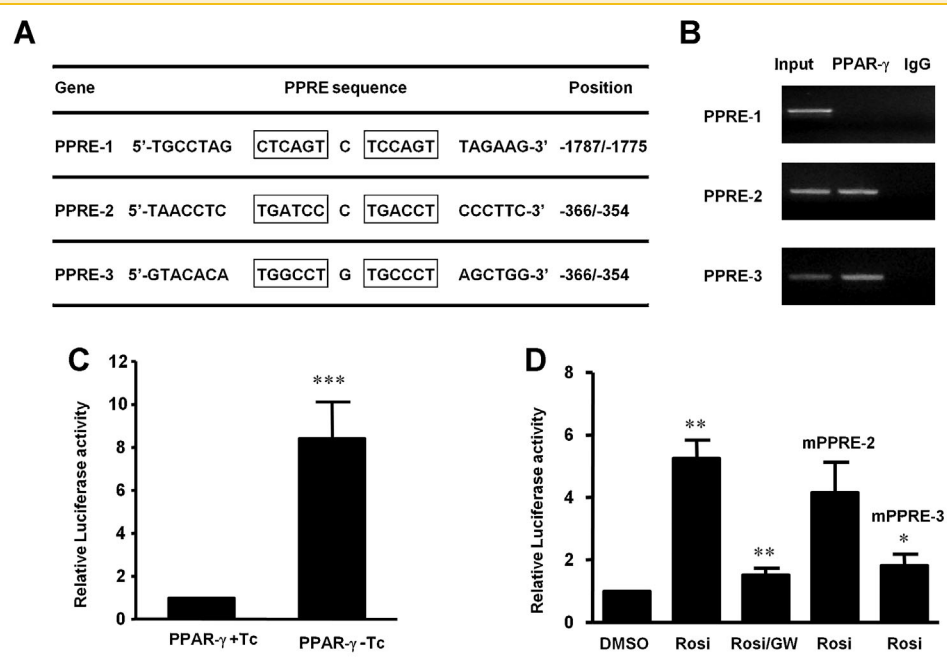 A
Gene PPRE sequence Position
PPRE-1 5'-TGCCTAG CTCAGT C TCCAGT TAGAAG-3' -1787/-1775
PPRE-2 5'-TAACCTC TGATCC C TGACCT CCCTTC-3' -366/-354
PPRE-3 5'-GTACACA TGGCCT G TGCCCT AGCTGG-3' -366/-354
B
Input PPAR-γ IgG
PPRE-1
PPRE-2
PPRE-3
C
Relative Luciferase activity
12
10
8
6
4
2
0
***
PPAR-γ+Tc PPAR-γ-Tc
D
Relative Luciferase activity
8
6
4
2
0
**
**
mPPRE-2
mPPRE-3
*
DMSO Rosi Rosi/GW Rosi Rosi